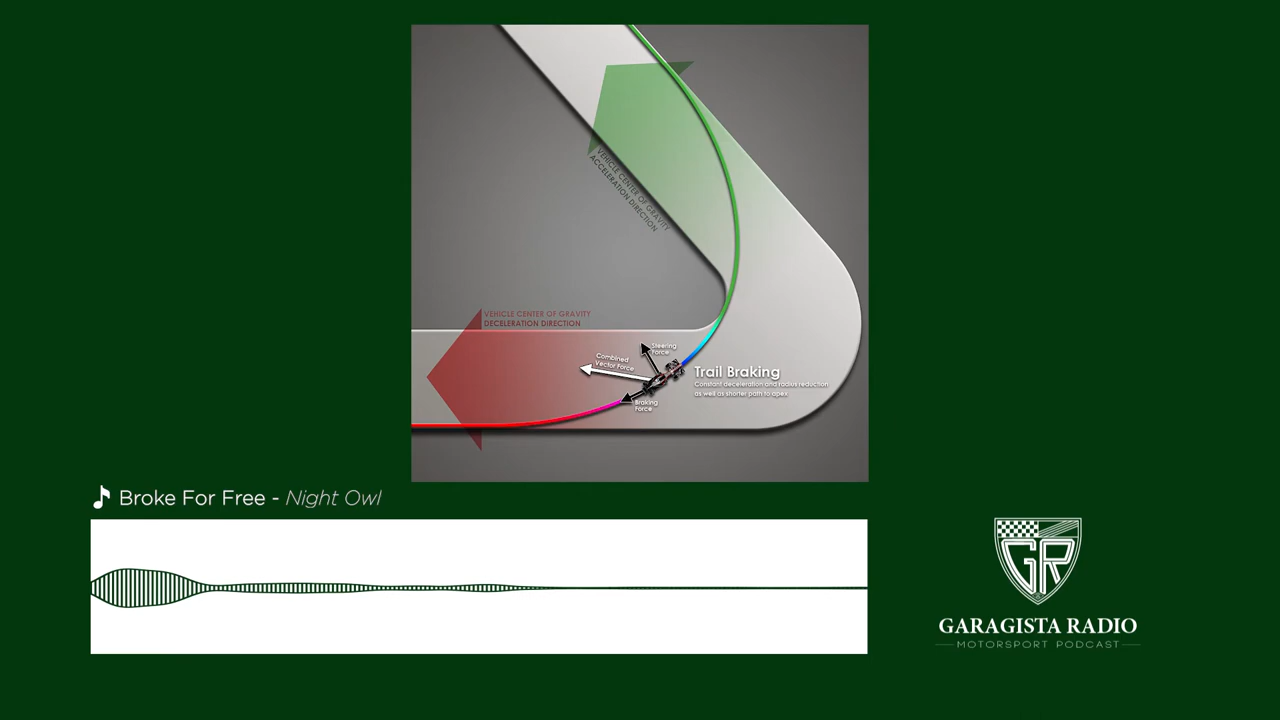 VEHICLE CENTER OF GRAVITY
ACCELERATION DIRECTION
VEHICLE CENTER OF GRAVITY
DECELERATION DIRECTION
Steering
Force
Combined
Vector Force
Braking
Force
Trail Braking
Constant deceleration and radius reduction
as well as shorter path to apex
Broke For Free - Night Owl
GR
GARAGISTA RADIO
MOTORSPORT PODCAST